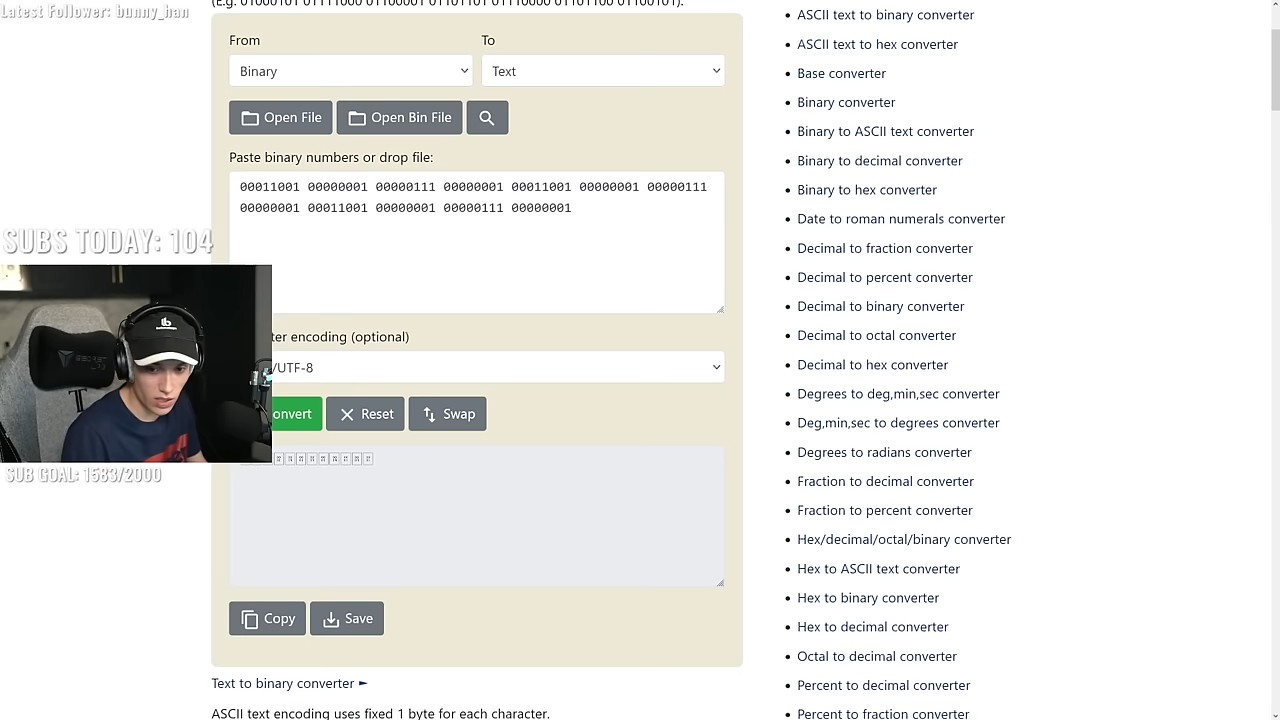 Latest Follower: bunny_han
(E.g. 01000101 01111000 01100001 01101101 01110000 01101100 01100101):
From
To
Binary
Text
Open File
Open Bin File
Paste binary numbers or drop file:
00011001 00000001 00000111 00000001 00011001 00000001 00000111
00000001 00011001 00000001 00000111 00000001
SUBS TODAY: 104
ter encoding (optional)
/UTF-8
onvert
Reset
Swap
SUB GOAL: 1583/2000
Copy
Save
Text to binary converter ►
ASCII text encoding uses fixed 1 byte for each character.
ASCII text to binary converter
ASCII text to hex converter
Base converter
Binary converter
Binary to ASCII text converter
Binary to decimal converter
Binary to hex converter
Date to roman numerals converter
Decimal to fraction converter
Decimal to percent converter
Decimal to binary converter
Decimal to octal converter
Decimal to hex converter
Degrees to deg,min,sec converter
Deg,min,sec to degrees converter
Degrees to radians converter
Fraction to decimal converter
Fraction to percent converter
Hex/decimal/octal/binary converter
Hex to ASCII text converter
Hex to binary converter
Hex to decimal converter
Octal to decimal converter
Percent to decimal converter
Percent to fraction converter